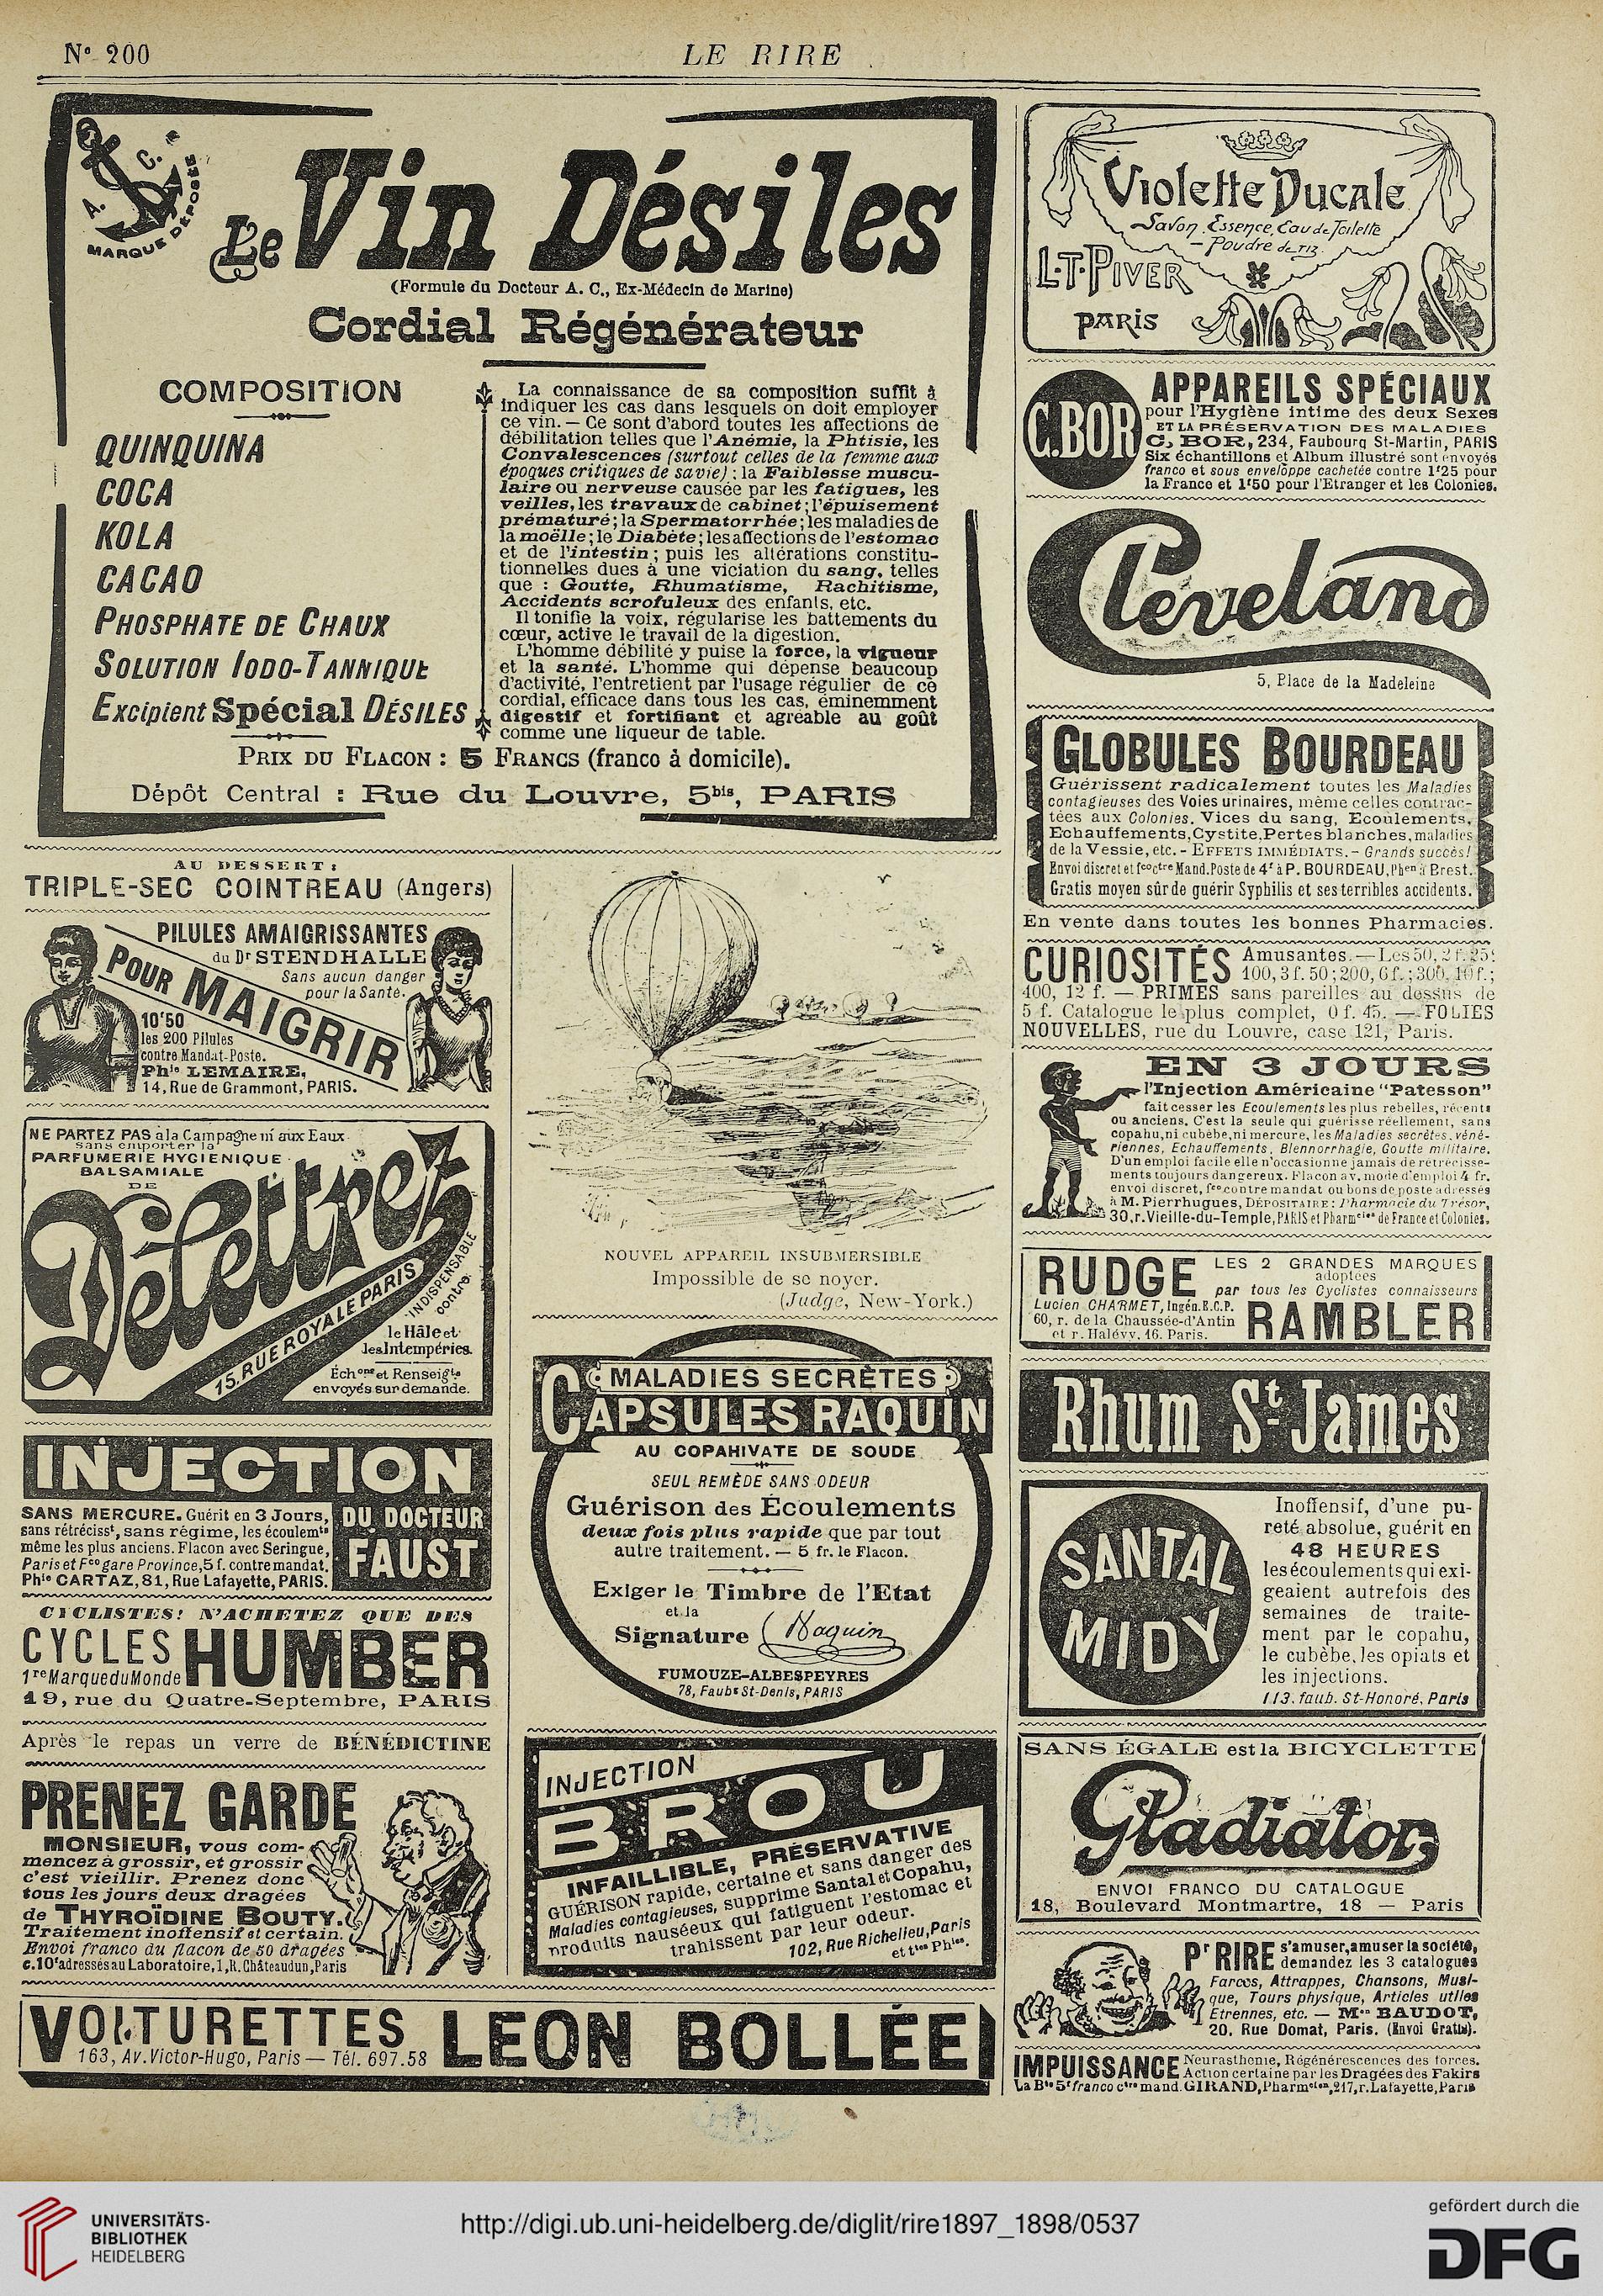 N° 200
LE RIRE
A. C.
MARQUE DÉPOSÉE
Le Vin Désiles
(Formule du Docteur A. C., Ex-Médecin de Marine)
Cordial Régénérateur
COMPOSITION
QUINQUINA
COCA
KOLA
CACAO
PHOSPHATE DE CHAUX
SOLUTION IODO-TANNIQUE
Excipient Spécial DÉSILES
La connaissance de sa composition suffit à
indiquer les cas dans lesquels on doit employer
ce vin. — Ce sont d'abord toutes les affections de
débilitation telles que l'Anémie, la Phtisie, les
Convalescences (surtout celles de la femme aux
époques critiques de sa vie) ; la Faiblesse muscu-
laire ou nerveuse causée par les fatigues, les
veilles, les travaux de cabinet ; l'épuisement
prématuré ; la Spermatorrhée ; les maladies de
la moëlle ; le Diabète ; les affections de l'estomac
et de l'intestin ; puis les altérations constitu-
tionnelles dues à une viciation du sang, telles
que : Goutte, Rhumatisme, Rachitisme,
Accidents scrofuleux des enfants, etc.
Il tonifie la voix, régularise les battements du
cœur, active le travail de la digestion.
L'homme débilité y puise la force, la vigueur
et la santé. L'homme qui dépense beaucoup
d'activité, l'entretient par l'usage régulier de ce
cordial, efficace dans tous les cas, éminemment
digestif et fortifiant et agréable au goût
comme une liqueur de table.
PRIX DU FLACON : 5 FRANCS (franco à domicile).
Dépôt Central : Rue du Louvre, 5bis, PARIS
AU DESSERT :
TRIPLE-SEC COINTREAU (Angers)
PILULES AMAIGRISSANTES
du Dr STENDHALLE
Sans aucun danger
pour la Santé.
POUR MAIGRIR
10f50
les 200 Pilules
contre Mandat-Poste.
Phie LEMAIRE,
14, Rue de Grammont, PARIS.
NE PARTEZ PAS à la Campagne ni aux Eaux
sans emporter la
PARFUMERIE HYGIENIQUE
BALSAMIALE
DE
Delettrez
15, RUE ROYALE PARIS
INDISPENSABLE
contre
le Hâle et
les Intempéries.
Échons et Renseigts
envoyés sur demande.
INJECTION
SANS MERCURE. Guérit en 3 Jours,
sans rétrécisst, sans régime, les écoulemts
même les plus anciens. Flacon avec Seringue,
Paris et Fco gare Province, 5 f. contre mandat.
Phie CARTAZ, 81, Rue Lafayette, PARIS.
DU DOCTEUR
FAUST
CYCLISTES! N'ACHETEZ QUE DES
CYCLES HUMBER
1re Marque du Monde
19, rue du Quatre-Septembre, PARIS
Après le repas un verre de BÉNÉDICTINE
PRENEZ GARDE
MONSIEUR, vous com-
mencez à grossir, et grossir
c'est vieillir. Prenez donc
tous les jours deux dragées
de THYROÏDINE BOUTY.
Traitement inoffensif et certain.
Envoi franco du flacon de 50 dragées
c. 10f adressés au Laboratoire, 1, R. Châteaudun, Paris
NOUVEL APPAREIL INSUBMERSIBLE
Impossible de se noyer.
(Judge, New-York.)
MALADIES SECRÈTES
CAPSULES RAQUIN
AU COPAHIVATE DE SOUDE
SEUL REMÈDE SANS ODEUR
Guérison des Écoulements
deux fois plus rapide que par tout
autre traitement. — 5 fr. le Flacon.
Exiger le Timbre de l'Etat
et la
Signature Raquin
FUMOUZE-ALBESPEYRES
78, Faubg St-Denis, PARIS
INJECTION
BROU
INFAILLIBLE, PRÉSERVATIVE
GUÉRISON rapide, certaine et sans danger des
Maladies contagieuses, supprime Santal et Copahu,
produits nauséeux qui fatiguent l'estomac et
trahissent par leur odeur.
102, Rue Richelieu, Paris
et ttes Phies.
VOITURETTES LEON BOLLÉE
163, Av. Victor-Hugo, Paris — Tél. 697.58
Violette Ducale
Savon, Essence, Eau de Toilette
— Poudre de riz.
L.T. PIVER
PARIS
C. BOR
APPAREILS SPÉCIAUX
pour l'Hygiène intime des deux Sexes
ET LA PRÉSERVATION DES MALADIES
C. BOR, 234, Faubourg St-Martin, PARIS
Six échantillons et Album illustré sont envoyés
franco et sous enveloppe cachetée contre 1f25 pour
la France et 1f50 pour l'Etranger et les Colonies.
Cleveland
5, Place de la Madeleine
GLOBULES BOURDEAU
Guérissent radicalement toutes les Maladies
contagieuses des Voies urinaires, même celles contrac-
tées aux Colonies. Vices du sang, Ecoulements,
Echauffements, Cystite, Pertes blanches, maladies
de la Vessie, etc. - EFFETS IMMÉDIATS. - Grands succès!
Envoi discret et fco ctre Mand. Poste de 4f à P. BOURDEAU, Phen à Brest.
Gratis moyen sûr de guérir Syphilis et ses terribles accidents.
En vente dans toutes les bonnes Pharmacies.
CURIOSITÉS Amusantes. — Les 50, 2 f. 25;
100, 3 f. 50; 200, 6 f.; 300, 10 f.;
400, 12 f. — PRIMES sans pareilles au dessus de
5 f. Catalogue le plus complet, 0 f. 45. — FOLIES
NOUVELLES, rue du Louvre, case 121, Paris.
EN 3 JOURS
l'Injection Américaine "Patesson"
fait cesser les Ecoulements les plus rebelles, récents
ou anciens. C'est la seule qui guérisse réellement, sans
copahu, ni cubèbe, ni mercure, les Maladies secrètes, véné-
riennes, Echauffements, Blennorrhagie, Goutte militaire.
D'un emploi facile elle n'occasionne jamais de rétrécisse-
ments toujours dangereux. Flacon av. mode d'emploi 4 fr.
envoi discret, fco contre mandat ou bons de poste adressés
à M. Pierrhugues, DÉPOSITAIRE : Pharmacie du Trésor,
30, r. Vieille-du-Temple, PARIS et Pharmcies de France et Colonies.
RUDGE
LES 2 GRANDES MARQUES
adoptées
par tous les Cyclistes connaisseurs
Lucien CHARMET, Ingén. E.C.P.
60, r. de la Chaussée-d'Antin
et r. Halévy, 16. Paris.
RAMBLER
Rhum St James
SANTAL
MIDY
Inoffensif, d'une pu-
reté absolue, guérit en
48 HEURES
les écoulements qui exi-
geaient autrefois des
semaines de traite-
ment par le copahu,
le cubèbe, les opiats et
les injections.
113, faub. St-Honoré, Paris
SANS ÉGALE est la BICYCLETTE
Gladiator
ENVOI FRANCO DU CATALOGUE
18, Boulevard Montmartre, 18 — Paris
Pr RIRE s'amuser, amuser la société,
demandez les 3 catalogues
Farces, Attrappes, Chansons, Musi-
que, Tours physique, Articles utiles
Etrennes, etc. — Mon BAUDOT,
20, Rue Domat, Paris. (Envoi Gratis).
IMPUISSANCE Neurasthenie, Régénérescences des forces.
Action certaine par les Dragées des Fakirs
La Bte 5f franco ctre mand. GIRAND, Pharmcien, 217, r. Lafayette, Paris
UNIVERSITÄTS-
BIBLIOTHEK
HEIDELBERG
http://digi.ub.uni-heidelberg.de/diglit/rire1897_1898/0537
gefördert durch die
DFG